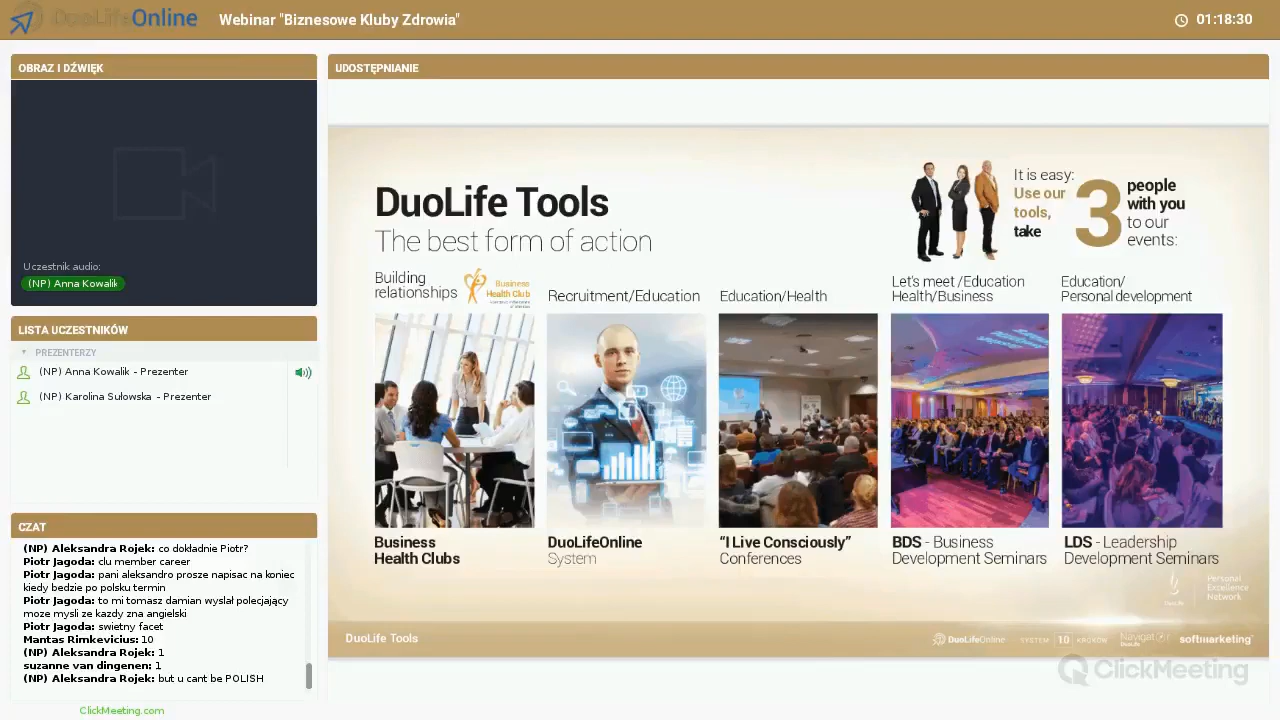 DuoLifeOnline
Webinar "Biznesowe Kluby Zdrowia"
01:18:30
OBRAZ I DŹWIĘK
Uczestnik audio:
(NP) Anna Kowalik
LISTA UCZESTNIKÓW
PREZENTERZY
(NP) Anna Kowalik - Prezenter
(NP) Karolina Sułowska - Prezenter
CZAT
(NP) Aleksandra Rojek: co dokładnie Piotr?
Piotr Jagoda: clu member career
Piotr Jagoda: pani aleksandro prosze napisac na koniec
kiedy bedzie po polsku termin
Piotr Jagoda: to mi tomasz damian wyslał polecjający
moze mysli ze kazdy zna angielski
Piotr Jagoda: swietny facet
Mantas Rimkevicius: 10
(NP) Aleksandra Rojek: 1
suzanne van dingenen: 1
(NP) Aleksandra Rojek: but u cant be POLISH
ClickMeeting.com
UDOSTĘPNIANIE
DuoLife Tools
The best form of action
It is easy:
Use our
tools,
take
3
people
with you
to our
events:
Building
relationships
Business
Health Club
Recruitment/Education
Education/Health
Let's meet /Education
Health/Business
Education/
Personal development
Business
Health Clubs
DuoLifeOnline
System
“I Live Consciously”
Conferences
BDS - Business
Development Seminars
LDS - Leadership
Development Seminars
DuoLife
Personal
Excellence
Network
DuoLife Tools
DuoLifeOnline
SYSTEM 10 KROKÓW
Navigator
DuoLife
softmarketing
ClickMeeting